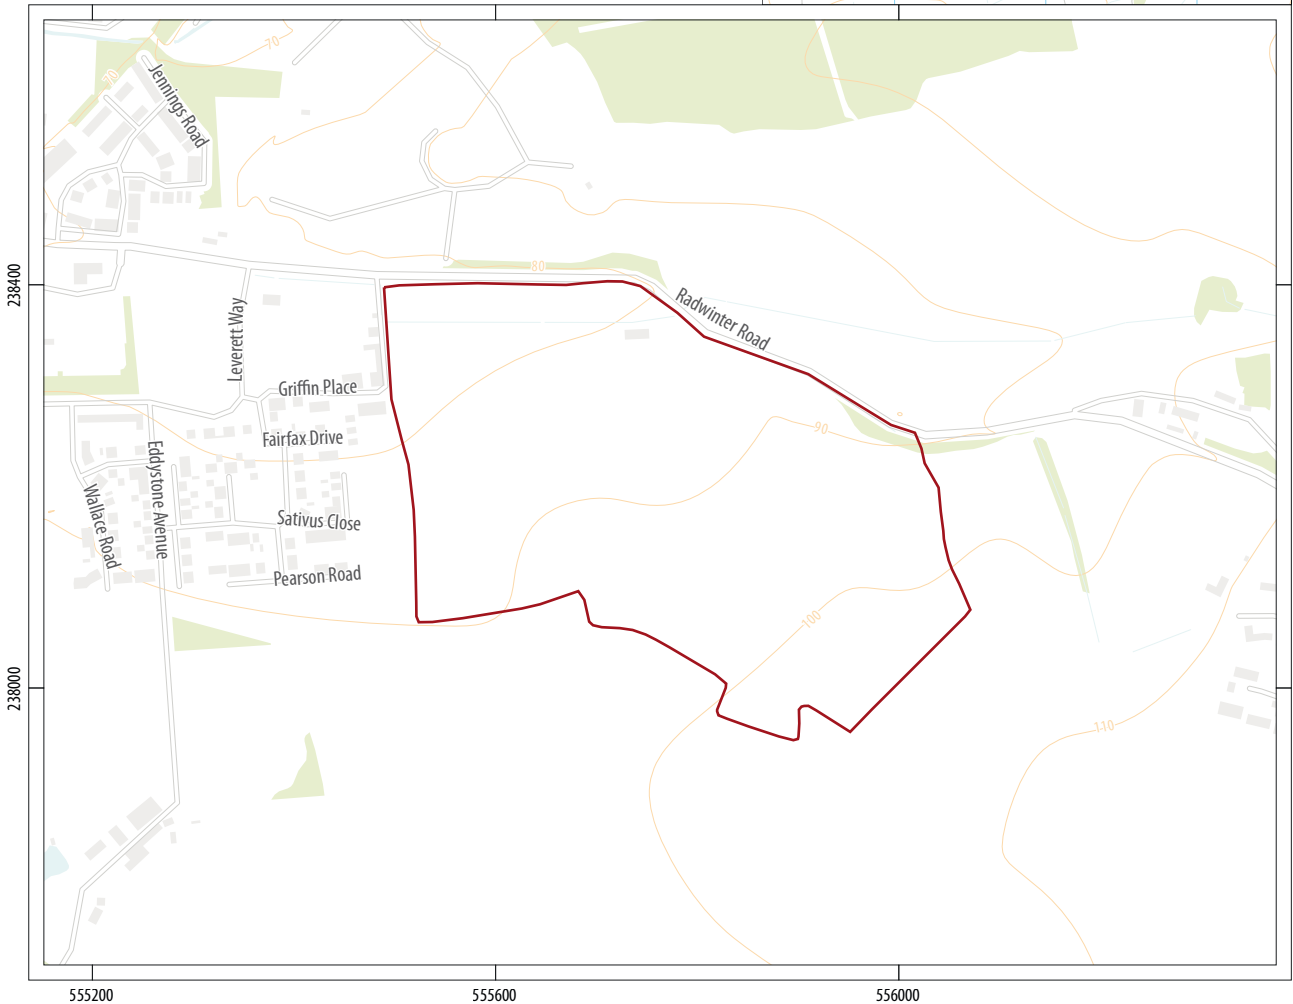 70
70
Jennings Road
80
238400
Leverett Way
Radwinter Road
Griffin Place
90
Fairfax Drive
Eddystone Avenue
Wallace Road
Sativus Close
Pearson Road
100
238000
110
555200
555600
556000